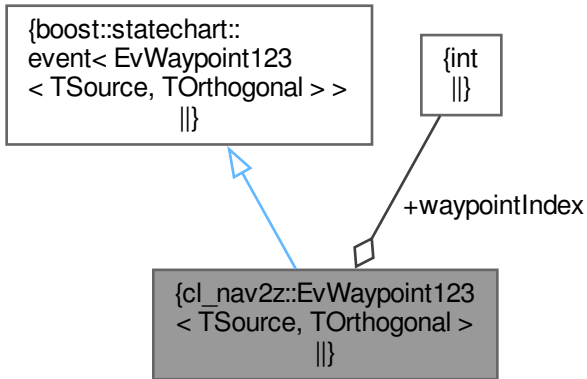 {boost::statechart::
event< EvWaypoint123
< TSource, TOrthogonal > >
||}
{int
||}
+waypointIndex
{cl_nav2z::EvWaypoint123
< TSource, TOrthogonal >
||}